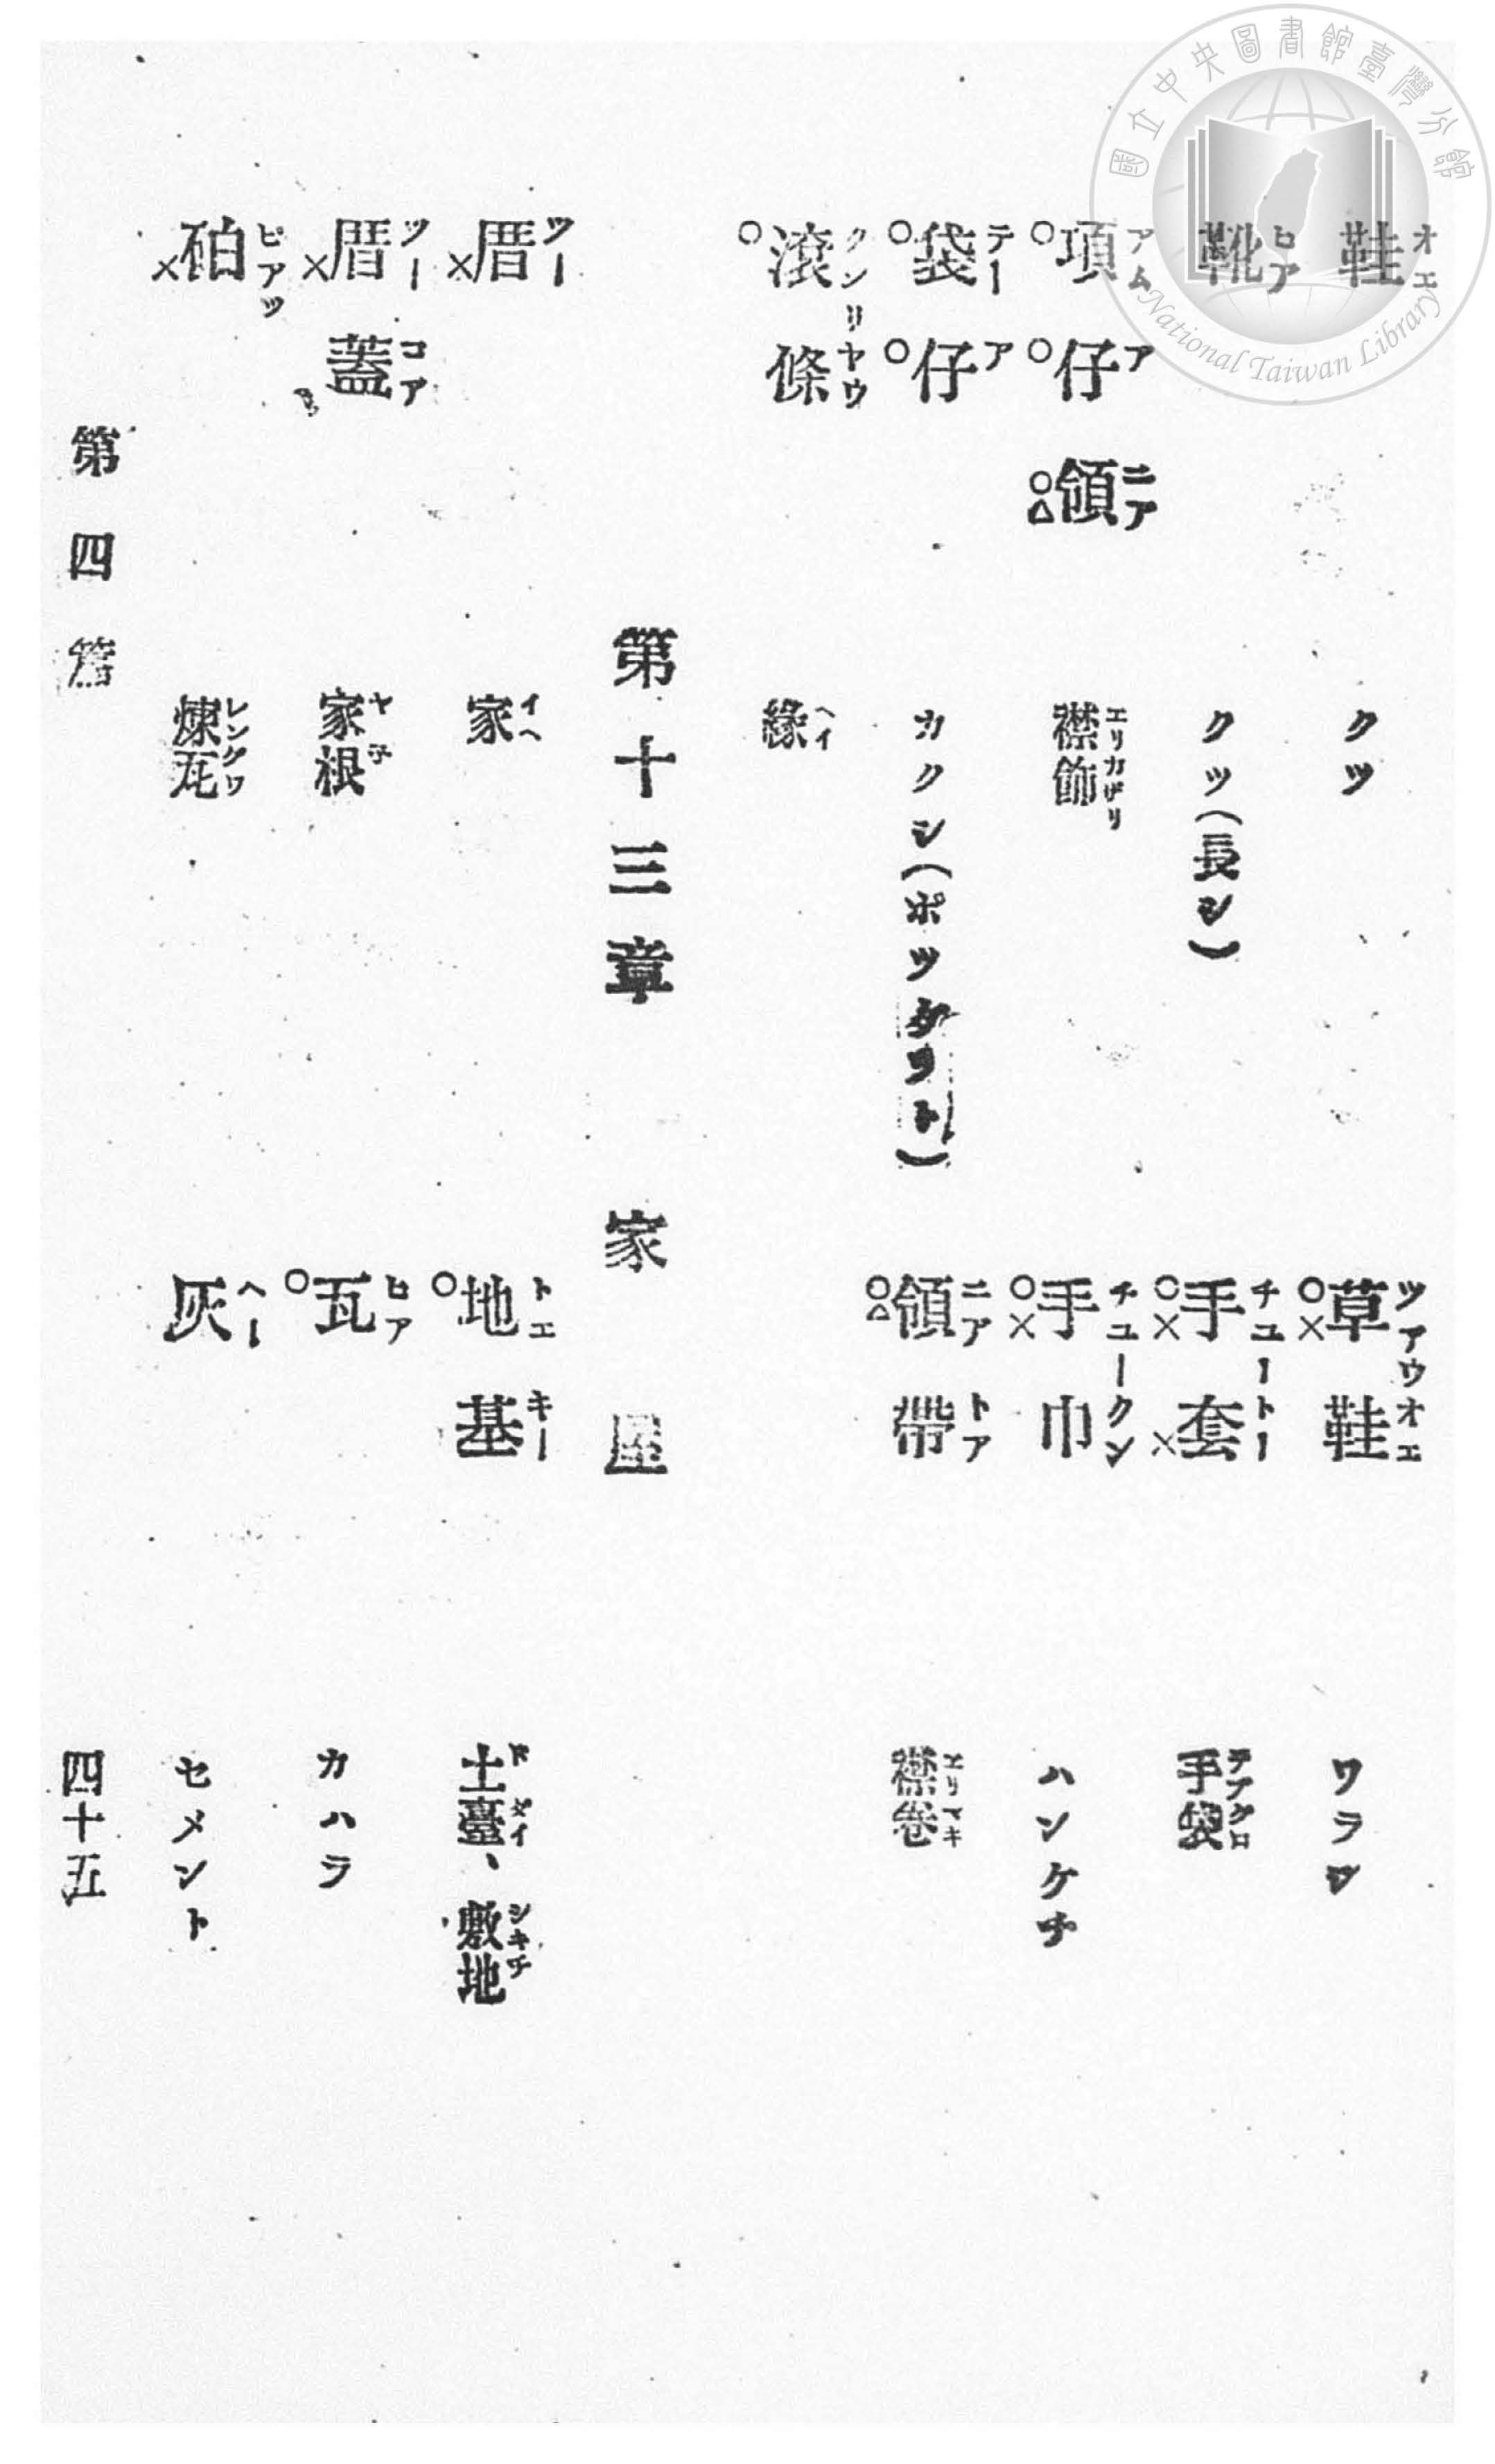 鞋 オエ クツ
靴 ヒア クツ(長シ)
○項○仔○△領 アム ア ニア 襟飾 エリカザリ
○袋○仔 テー ア カクシ(ポツケツト)
○滾條 クンリヤウ 緣 ヘイ
○×草鞋 ツアウオエ ワラヂ
○×手×套 チユートー 手袋 テブクロ
○×手巾 チユークン ハンケチ
○△領帶 ニアトア 襟卷 エリマキ
第十三章 家屋
×厝 ツー 家 イヘ
×厝蓋 ツーコア 家根 ヤ子
×砶 ピアツ 煉瓦 レングワ
○地基 トエキー 土臺、敷地 ドダイ シキチ
○瓦 ヒア カハラ
灰 ヘー セメント
第四篇
四十五
國立中央圖書館臺灣分館
National Taiwan Library